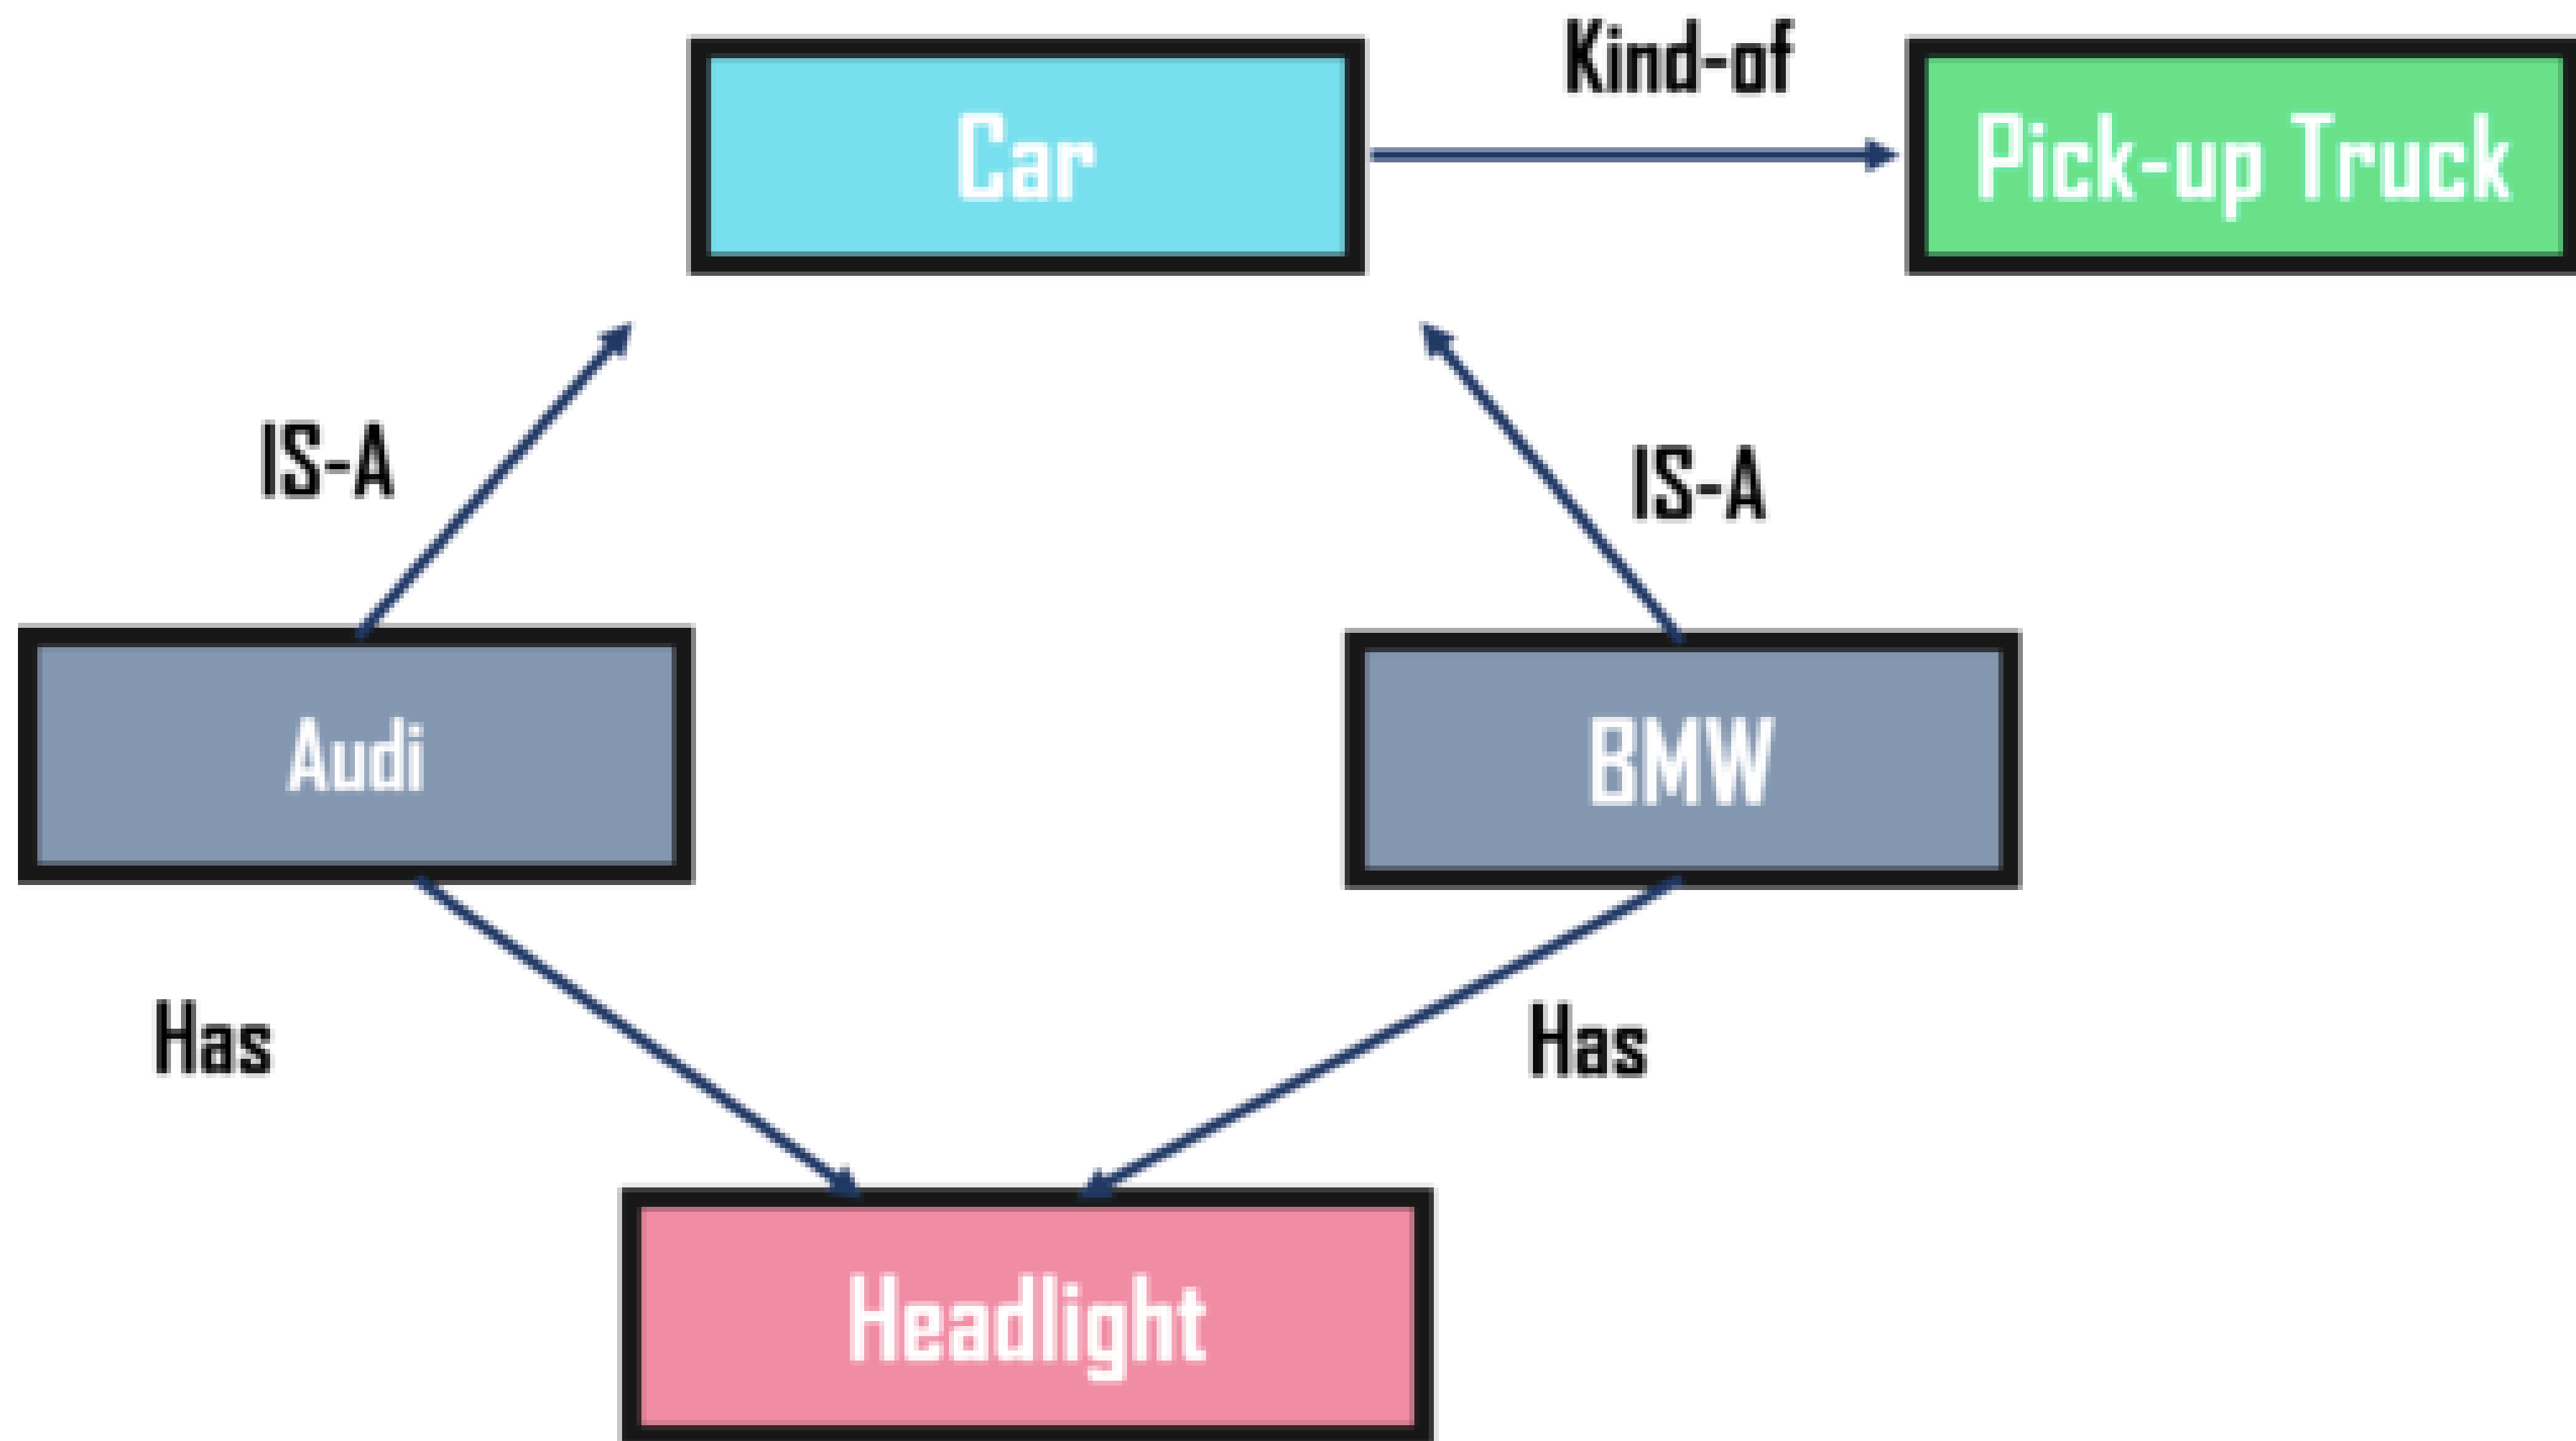 Kind-of
Car
Pick-up Truck
IS-A
IS-A
Audi
BMW
Has
Has
Headlight